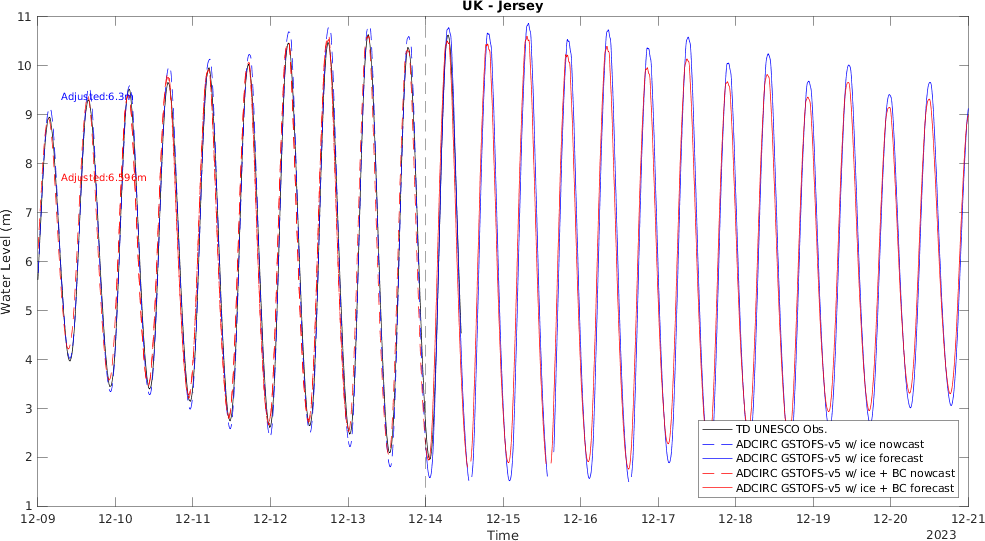 UK - Jersey
11
10
9
8
7
6
5
4
3
2
1
Water Level (m)
Adjusted:6.3m
Adjusted:6.596m
TD UNESCO Obs.
ADCIRC GSTOFS-v5 w/ ice nowcast
ADCIRC GSTOFS-v5 w/ ice forecast
ADCIRC GSTOFS-v5 w/ ice + BC nowcast
ADCIRC GSTOFS-v5 w/ ice + BC forecast
12-09 12-10 12-11 12-12 12-13 12-14 12-15 12-16 12-17 12-18 12-19 12-20 12-21
Time
2023